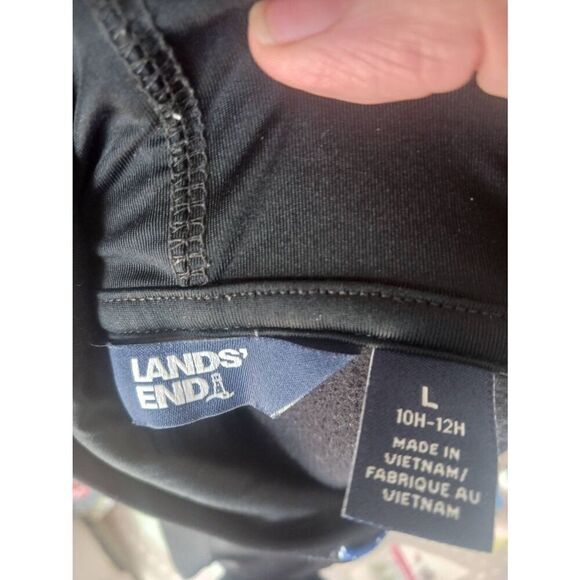 LANDS'
END
L
10H-12H
MADE IN
VIETNAM/
FABRIQUE AU
VIETNAM